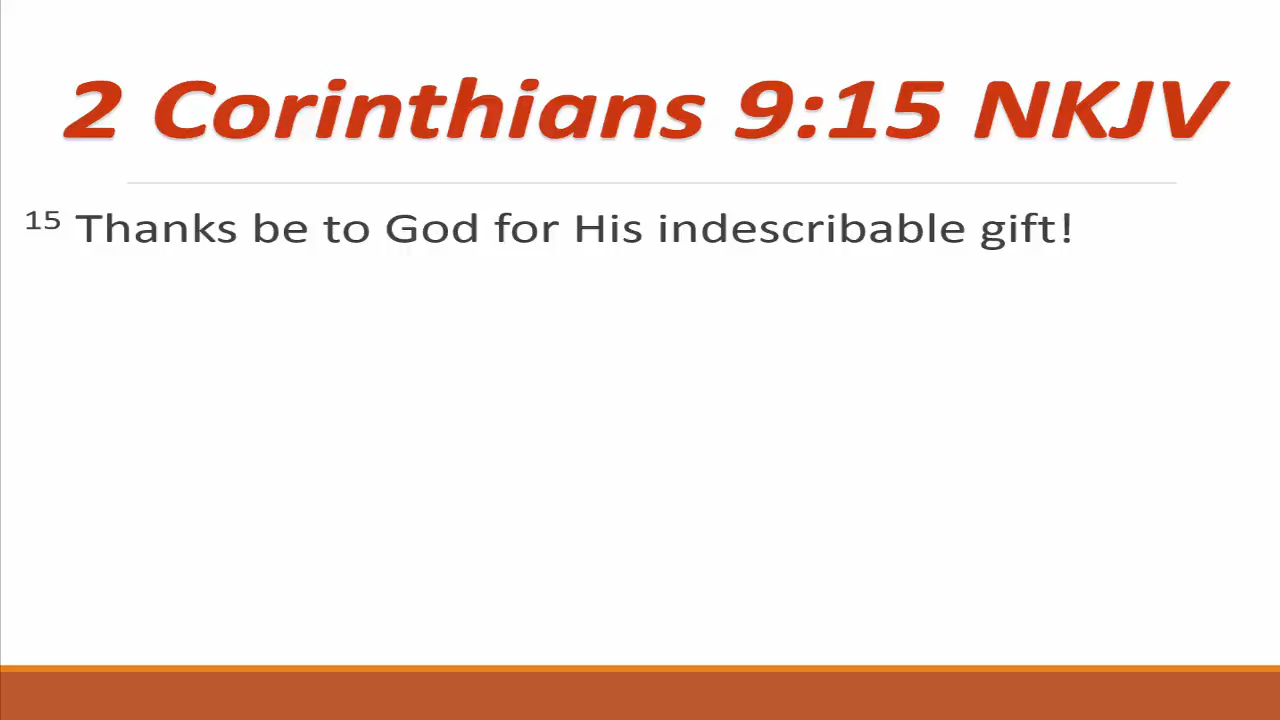 2 Corinthians 9:15 NKJV
15 Thanks be to God for His indescribable gift!